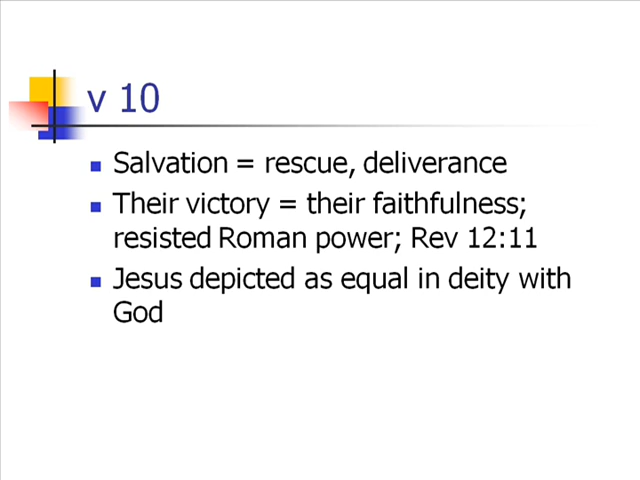 v 10
Salvation = rescue, deliverance
Their victory = their faithfulness;
resisted Roman power; Rev 12:11
Jesus depicted as equal in deity with
God